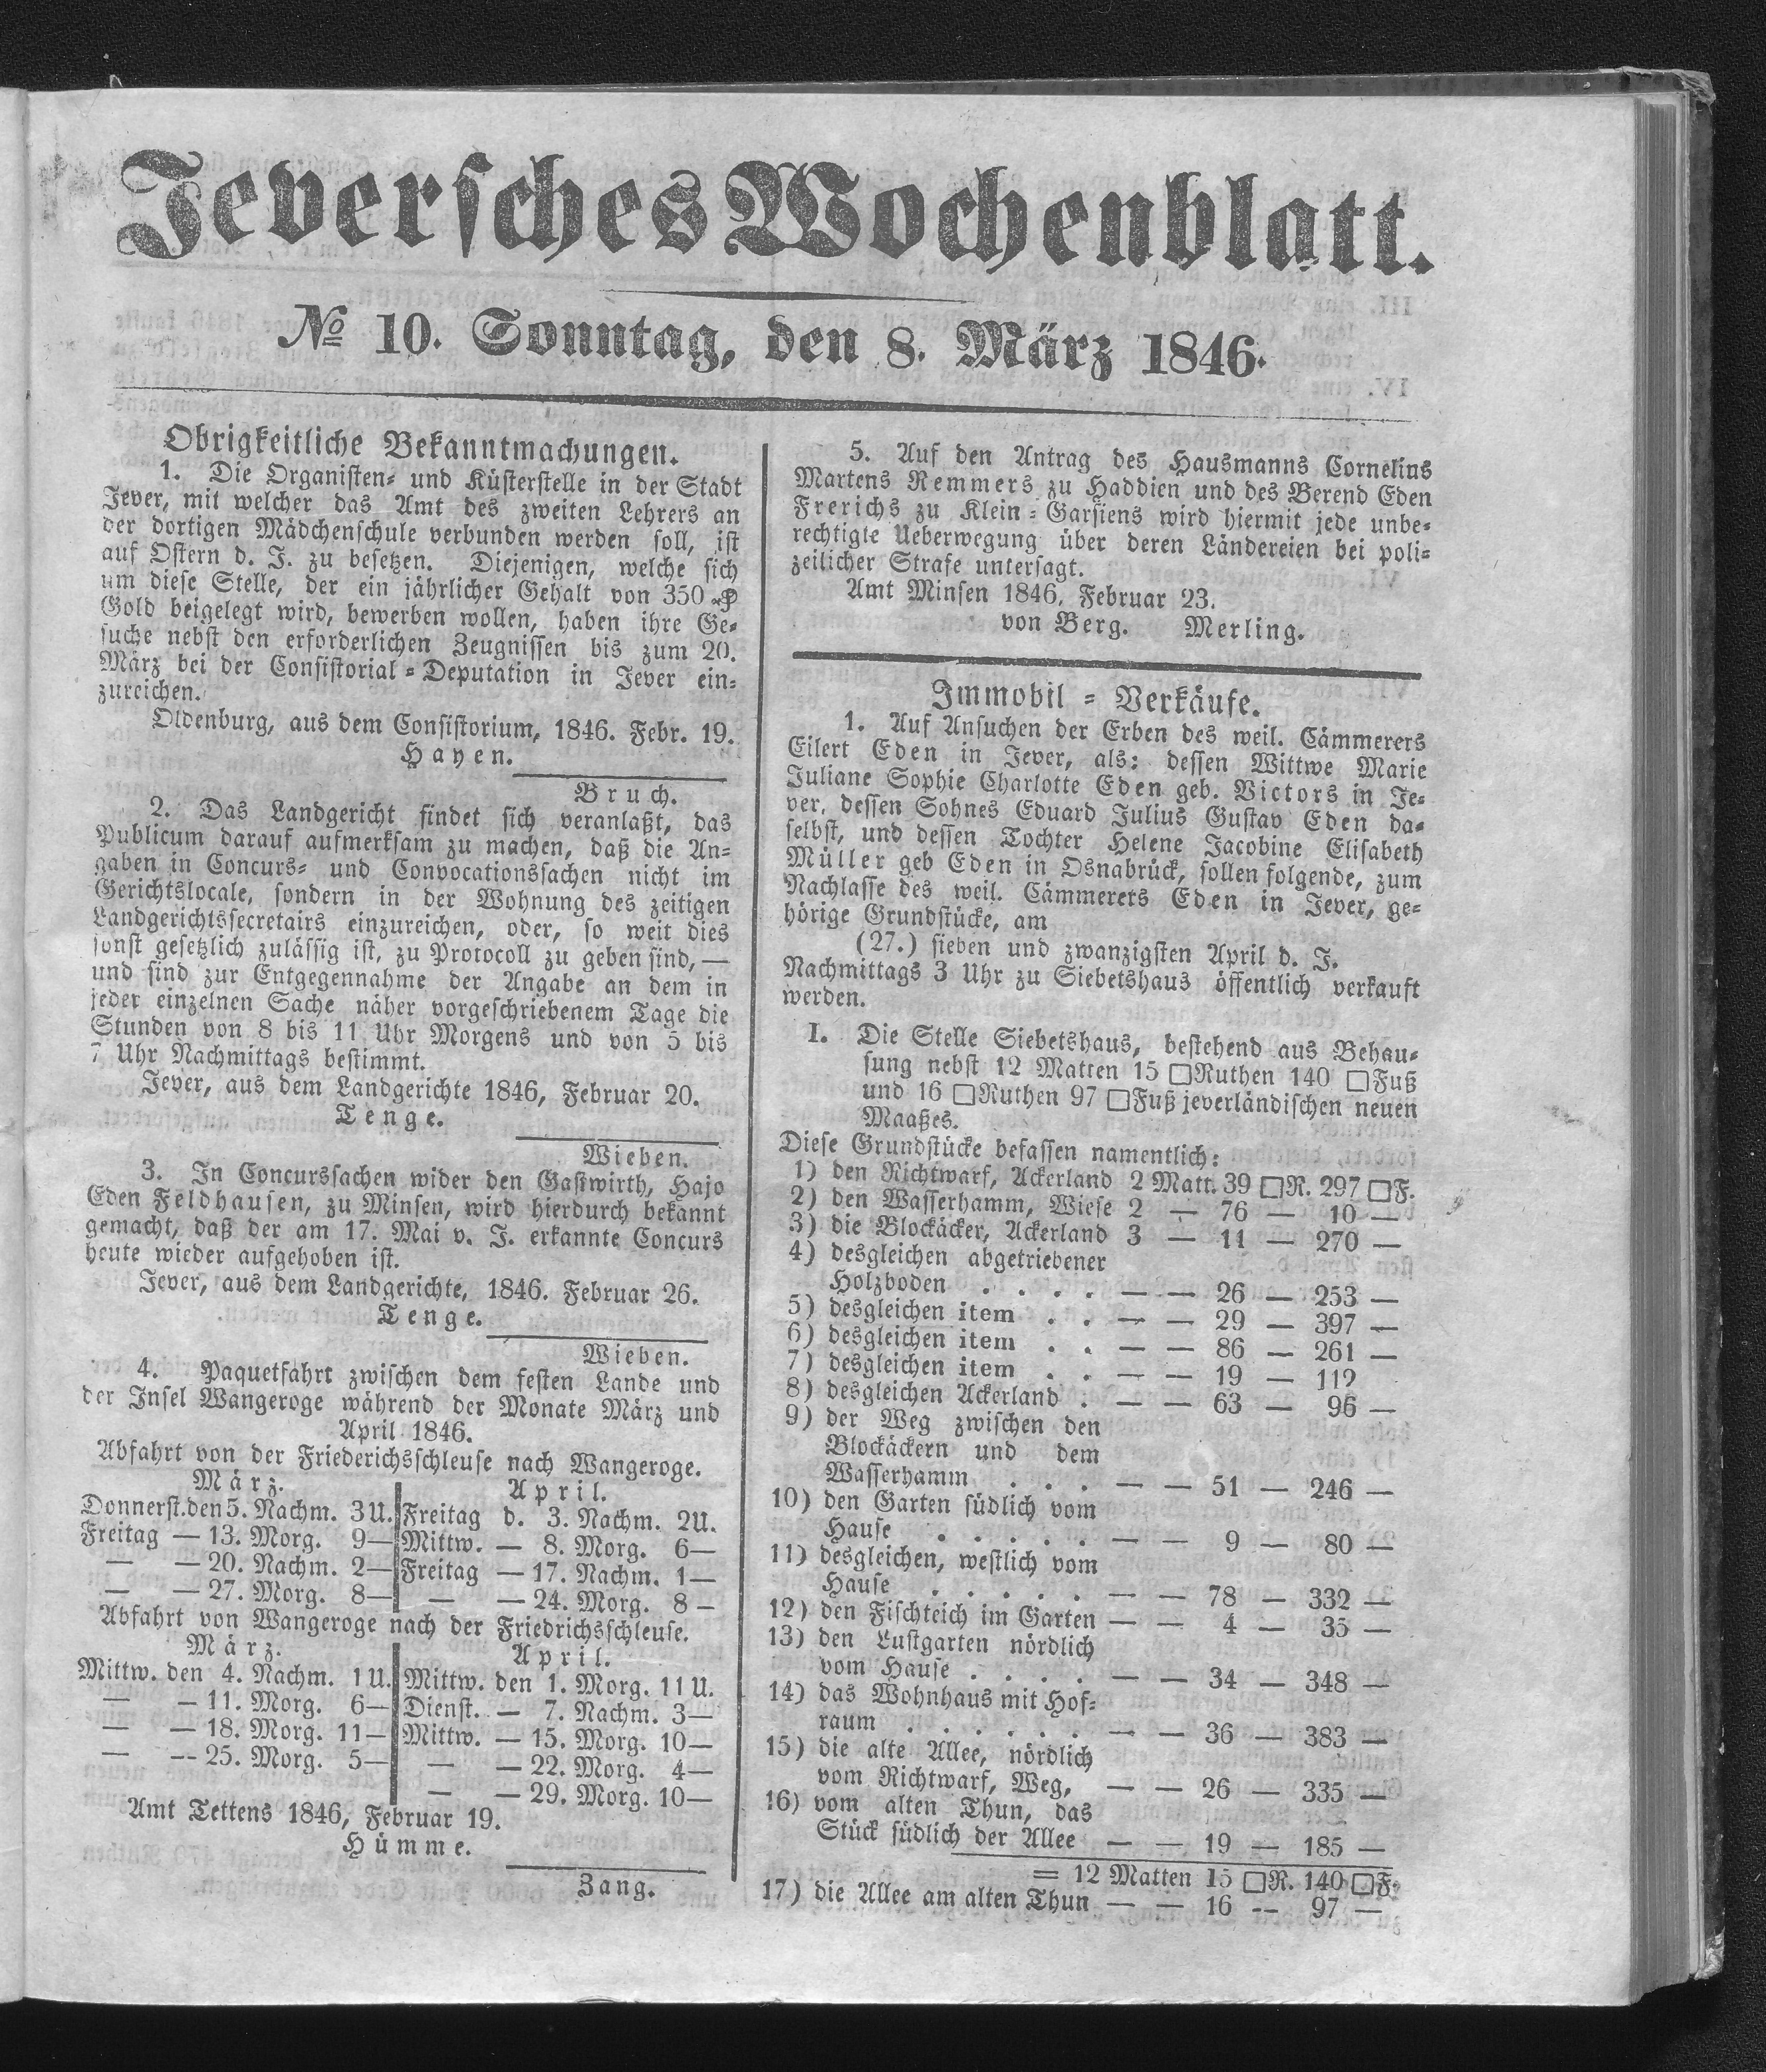 Jeversches Wochenblatt.
№ 10. Sonntag, den 8. März 1846.
Obrigkeitliche Bekanntmachungen.
1. Die Organisten- und Küsterstelle in der Stadt
Jever, mit welcher das Amt des zweiten Lehrers an
der dortigen Mädchenschule verbunden werden soll, ist
auf Ostern d. J. zu besetzen. Diejenigen, welche sich
um diese Stelle, der ein jährlicher Gehalt von 350 ₰
Gold beigelegt wird, bewerben wollen, haben ihre Ge-
suche nebst den erforderlichen Zeugnissen bis zum 20.
März bei der Consistorial-Deputation in Jever ein-
zureichen.
Oldenburg, aus dem Consistorium, 1846. Febr. 19.
Hayen.
Bruch.
2. Das Landgericht findet sich veranlaßt, das
Publicum darauf aufmerksam zu machen, daß die An-
gaben in Concurs- und Convocationssachen nicht im
Gerichtslocale, sondern in der Wohnung des zeitigen
Landgerichtssecretairs einzureichen, oder, so weit dies
sonst gesetzlich zulässig ist, zu Protocoll zu geben sind, —
und sind zur Entgegennahme der Angabe an dem in
jeder einzelnen Sache näher vorgeschriebenem Tage die
Stunden von 8 bis 11 Uhr Morgens und von 5 bis
7 Uhr Nachmittags bestimmt.
Jever, aus dem Landgerichte 1846, Februar 20.
Tenge.
Wieben.
3. In Concurssachen wider den Gastwirth, Hajo
Eden Feldhausen, zu Minsen, wird hierdurch bekannt
gemacht, daß der am 17. Mai v. J. erkannte Concurs
heute wieder aufgehoben ist.
Jever, aus dem Landgerichte, 1846. Februar 26.
Tenge.
Wieben.
4. Paquetfahrt zwischen dem festen Lande und
der Insel Wangeroge während der Monate März und
April 1846.
Abfahrt von der Friederichsschleuse nach Wangeroge.
März. April.
Donnerst. den 5. Nachm. 3 U. Freitag d. 3. Nachm. 2 U.
Freitag — 13. Morg. 9— Mittw. — 8. Morg. 6—
— — 20. Nachm. 2— Freitag — 17. Nachm. 1—
— — 27. Morg. 8— — — 24. Morg. 8 —
Abfahrt von Wangeroge nach der Friedrichsschleuse.
März. April.
Mittw. den 4. Nachm. 1 U. Mittw. den 1. Morg. 11 U.
— — 11. Morg. 6— Dienst. — 7. Nachm. 3—
— — 18. Morg. 11— Mittw. — 15. Morg. 10—
— — 25. Morg. 5— — — 22. Morg. 4—
— — 29. Morg. 10—
Amt Tettens 1846, Februar 19.
Hümme.
Zang.
5. Auf den Antrag des Hausmanns Cornelius
Martens Remmers zu Haddien und des Berend Eden
Frerichs zu Klein-Garsiens wird hiermit jede unbe-
rechtigte Ueberwegung über deren Ländereien bei poli-
zeilicher Strafe untersagt.
Amt Minsen 1846, Februar 23.
von Berg. Merling.
Immobil-Verkäufe.
1. Auf Ansuchen der Erben des weil. Cämmerers
Eilert Eden in Jever, als: dessen Wittwe Marie
Juliane Sophie Charlotte Eden geb. Victors in Je-
ver, dessen Sohnes Eduard Julius Gustav Eden da-
selbst, und dessen Tochter Helene Jacobine Elisabeth
Müller geb Eden in Osnabrück, sollen folgende, zum
Nachlasse des weil. Cämmerers Eden in Jever, ge-
hörige Grundstücke, am
(27.) sieben und zwanzigsten April d. J.
Nachmittags 3 Uhr zu Siebetshaus öffentlich verkauft
werden.
I. Die Stelle Siebetshaus, bestehend aus Behau-
sung nebst 12 Matten 15 □Ruthen 140 □Fuß
und 16 □Ruthen 97 □Fuß jeverländischen neuen
Maaßes.
Diese Grundstücke befassen namentlich:
1) den Richtwarf, Ackerland 2 Matt. 39 □R. 297 □F.
2) den Wasserhamm, Wiese 2 — 76 — 10 —
3) die Blockäcker, Ackerland 3 — 11 — 270 —
4) desgleichen abgetriebener
Holzboden . . . . — — 26 — 253 —
5) desgleichen item . . — — 29 — 397 —
6) desgleichen item . . — — 86 — 261 —
7) desgleichen item . . — — 19 — 112
8) desgleichen Ackerland . — — 63 — 96 —
9) der Weg zwischen den
Blockäckern und dem
Wasserhamm . . . — — 51 — 246 —
10) den Garten südlich vom
Hause . . . . . — — 9 — 80 —
11) desgleichen, westlich vom
Hause . . . . . — — 78 — 332 —
12) den Fischteich im Garten — — 4 — 35 —
13) den Lustgarten nördlich
vom Hause . . . . — — 34 — 348 —
14) das Wohnhaus mit Hof-
raum . . . . . . — — 36 — 383 —
15) die alte Allee, nördlich
vom Richtwarf, Weg, — — 26 — 335 —
16) vom alten Thun, das
Stück südlich der Allee — — 19 — 185 —
= 12 Matten 15 □R. 140 □F.
17) die Allee am alten Thun — — 16 -- 97 —